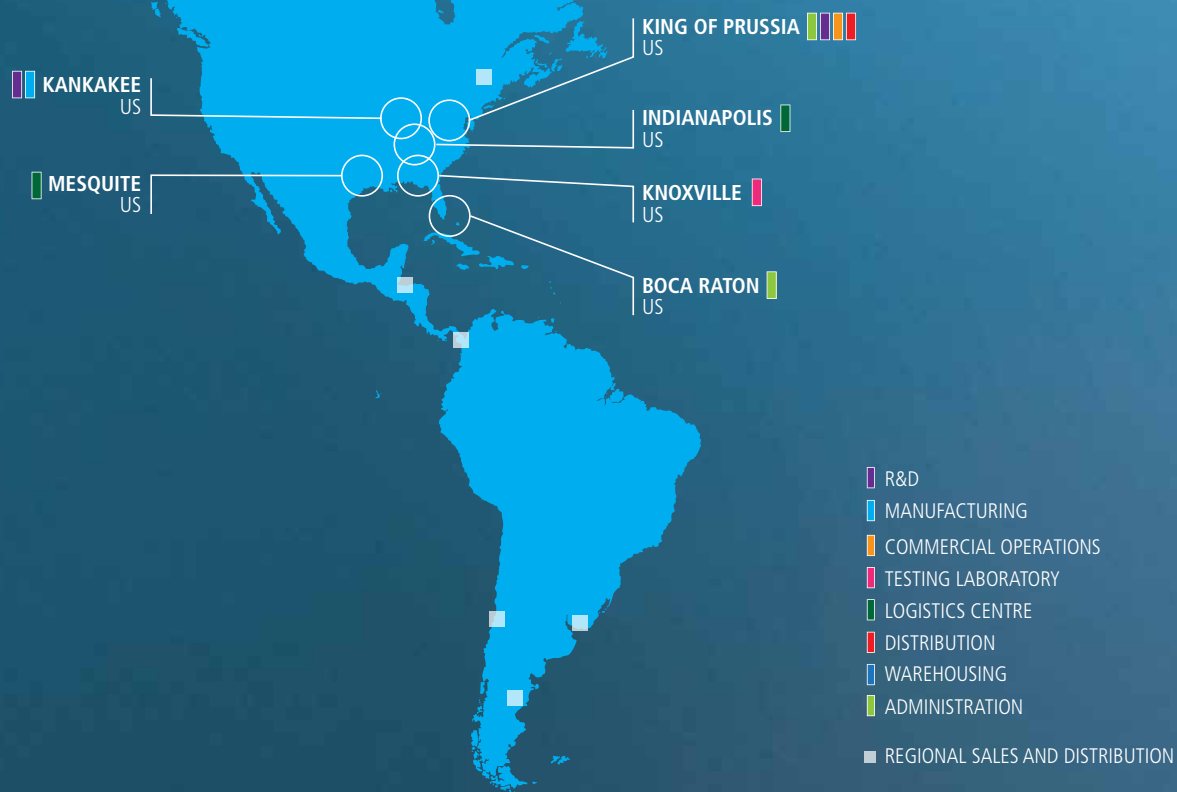 KING OF PRUSSIA
US
KANKAKEE
US
INDIANAPOLIS
US
MESQUITE
US
KNOXVILLE
US
BOCA RATON
US
R&D
MANUFACTURING
COMMERCIAL OPERATIONS
TESTING LABORATORY
LOGISTICS CENTRE
DISTRIBUTION
WAREHOUSING
ADMINISTRATION
REGIONAL SALES AND DISTRIBUTION